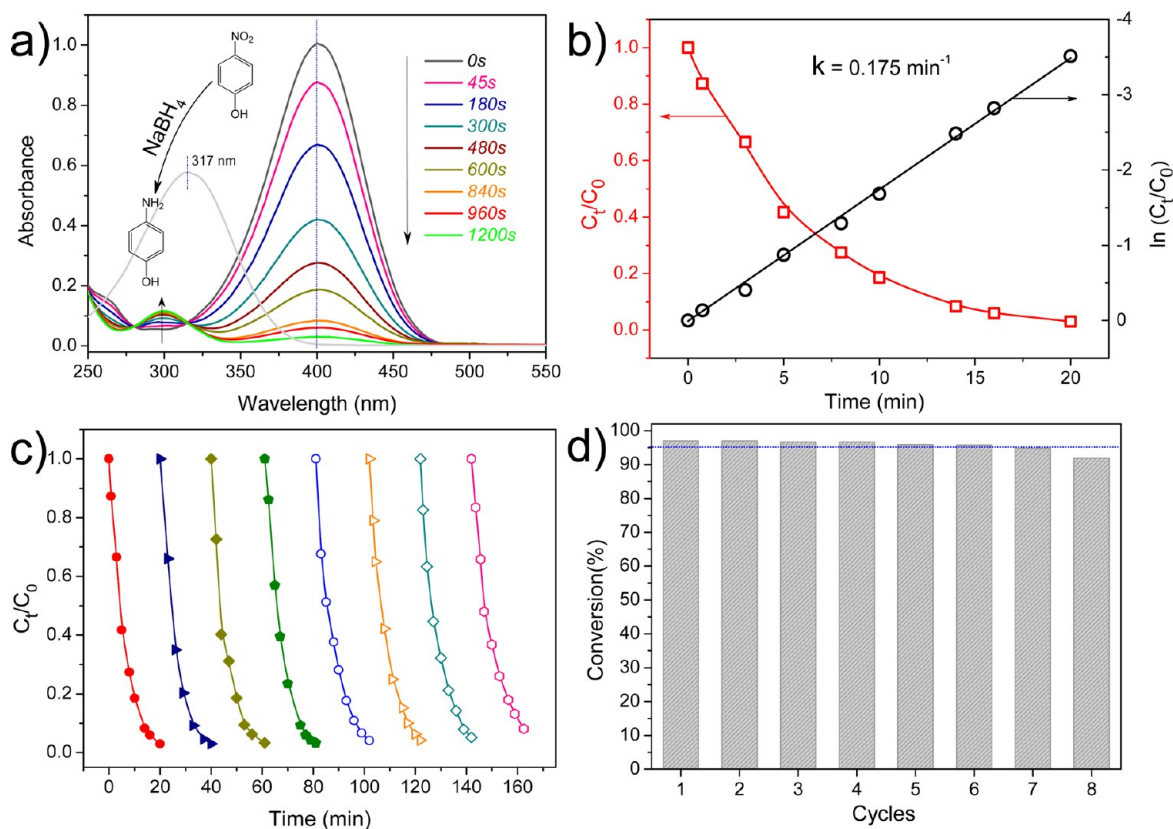 a)
1.0
0.8
0.6
0.4
0.2
0.0
Absorbance
250
300
350
400
450
500
550
Wavelength (nm)
NO₂
OH
NaBH₄
NH₂
OH
317 nm
0s
45s
180s
300s
480s
600s
840s
960s
1200s
b)
1.0
0.8
0.6
0.4
0.2
0.0
Cₜ/C₀
k = 0.175 min⁻¹
-4
-3
-2
-1
0
ln (Cₜ/C₀)
0
5
10
15
20
Time (min)
c)
1.0
0.8
0.6
0.4
0.2
0.0
Cₜ/C₀
0
20
40
60
80
100
120
140
160
Time (min)
d)
100
90
80
70
60
50
40
30
20
10
0
Conversion(%)
1
2
3
4
5
6
7
8
Cycles